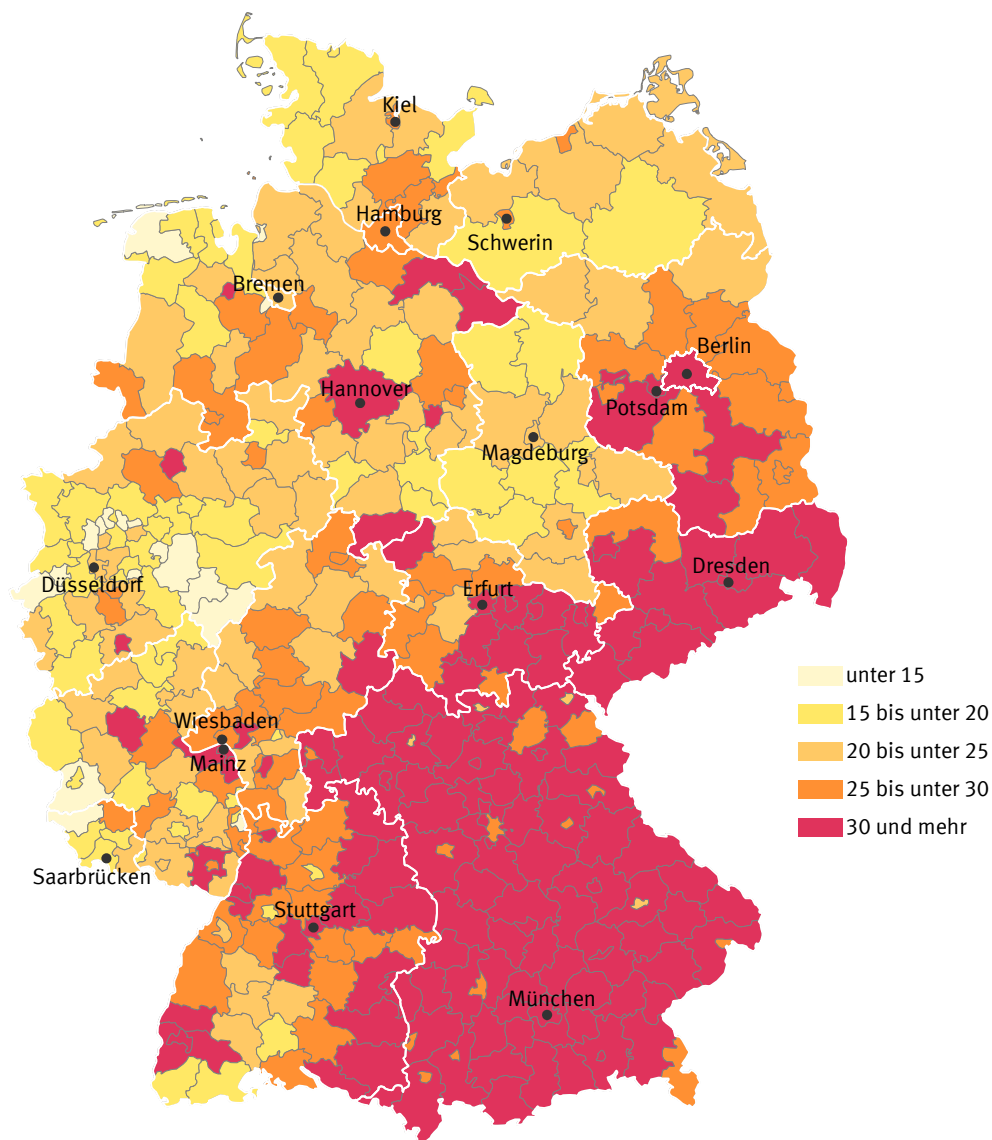 Kiel
Hamburg
Schwerin
Bremen
Berlin
Hannover
Potsdam
Magdeburg
Düsseldorf
Dresden
Erfurt
Wiesbaden
Mainz
Saarbrücken
Stuttgart
München
unter 15
15 bis unter 20
20 bis unter 25
25 bis unter 30
30 und mehr